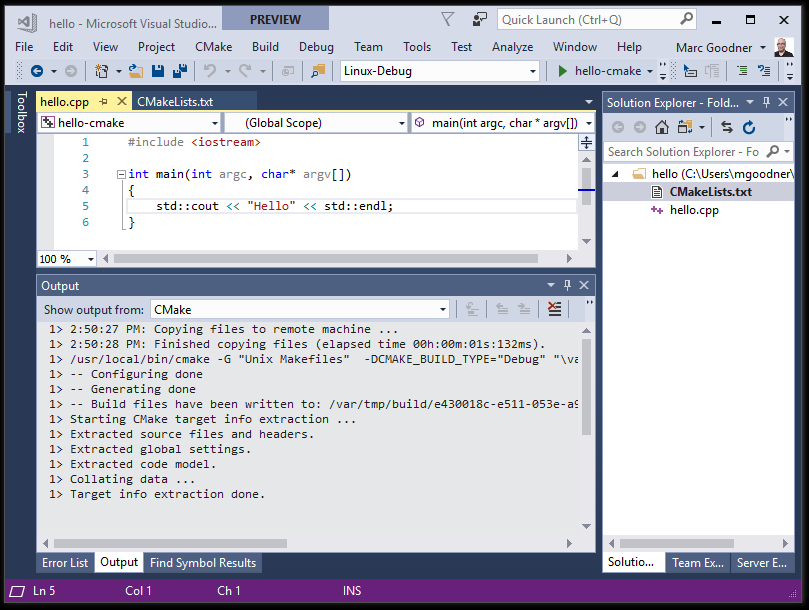 hello - Microsoft Visual Studio...
PREVIEW
Quick Launch (Ctrl+Q)
File Edit View Project CMake Build Debug Team Tools Test Analyze Window Help Marc Goodner
Linux-Debug hello-cmake
Toolbox
hello.cpp CMakeLists.txt
hello-cmake (Global Scope) main(int argc, char * argv[])
1 #include <iostream>
2
3 int main(int argc, char* argv[])
4 {
5 std::cout << "Hello" << std::endl;
6 }
100 %
Output
Show output from: CMake
1> 2:50:27 PM: Copying files to remote machine ...
1> 2:50:28 PM: Finished copying files (elapsed time 00h:00m:01s:132ms).
1> /usr/local/bin/cmake -G "Unix Makefiles" -DCMAKE_BUILD_TYPE="Debug" "\va
1> -- Configuring done
1> -- Generating done
1> -- Build files have been written to: /var/tmp/build/e430018c-e511-053e-a9
1> Starting CMake target info extraction ...
1> Extracted source files and headers.
1> Extracted global settings.
1> Extracted code model.
1> Collating data ...
1> Target info extraction done.
Error List Output Find Symbol Results
Solution Explorer - Fold...
Search Solution Explorer - Fo
hello (C:\Users\mgoodner\
CMakeLists.txt
hello.cpp
Solutio... Team Ex... Server E...
Ln 5 Col 1 Ch 1 INS